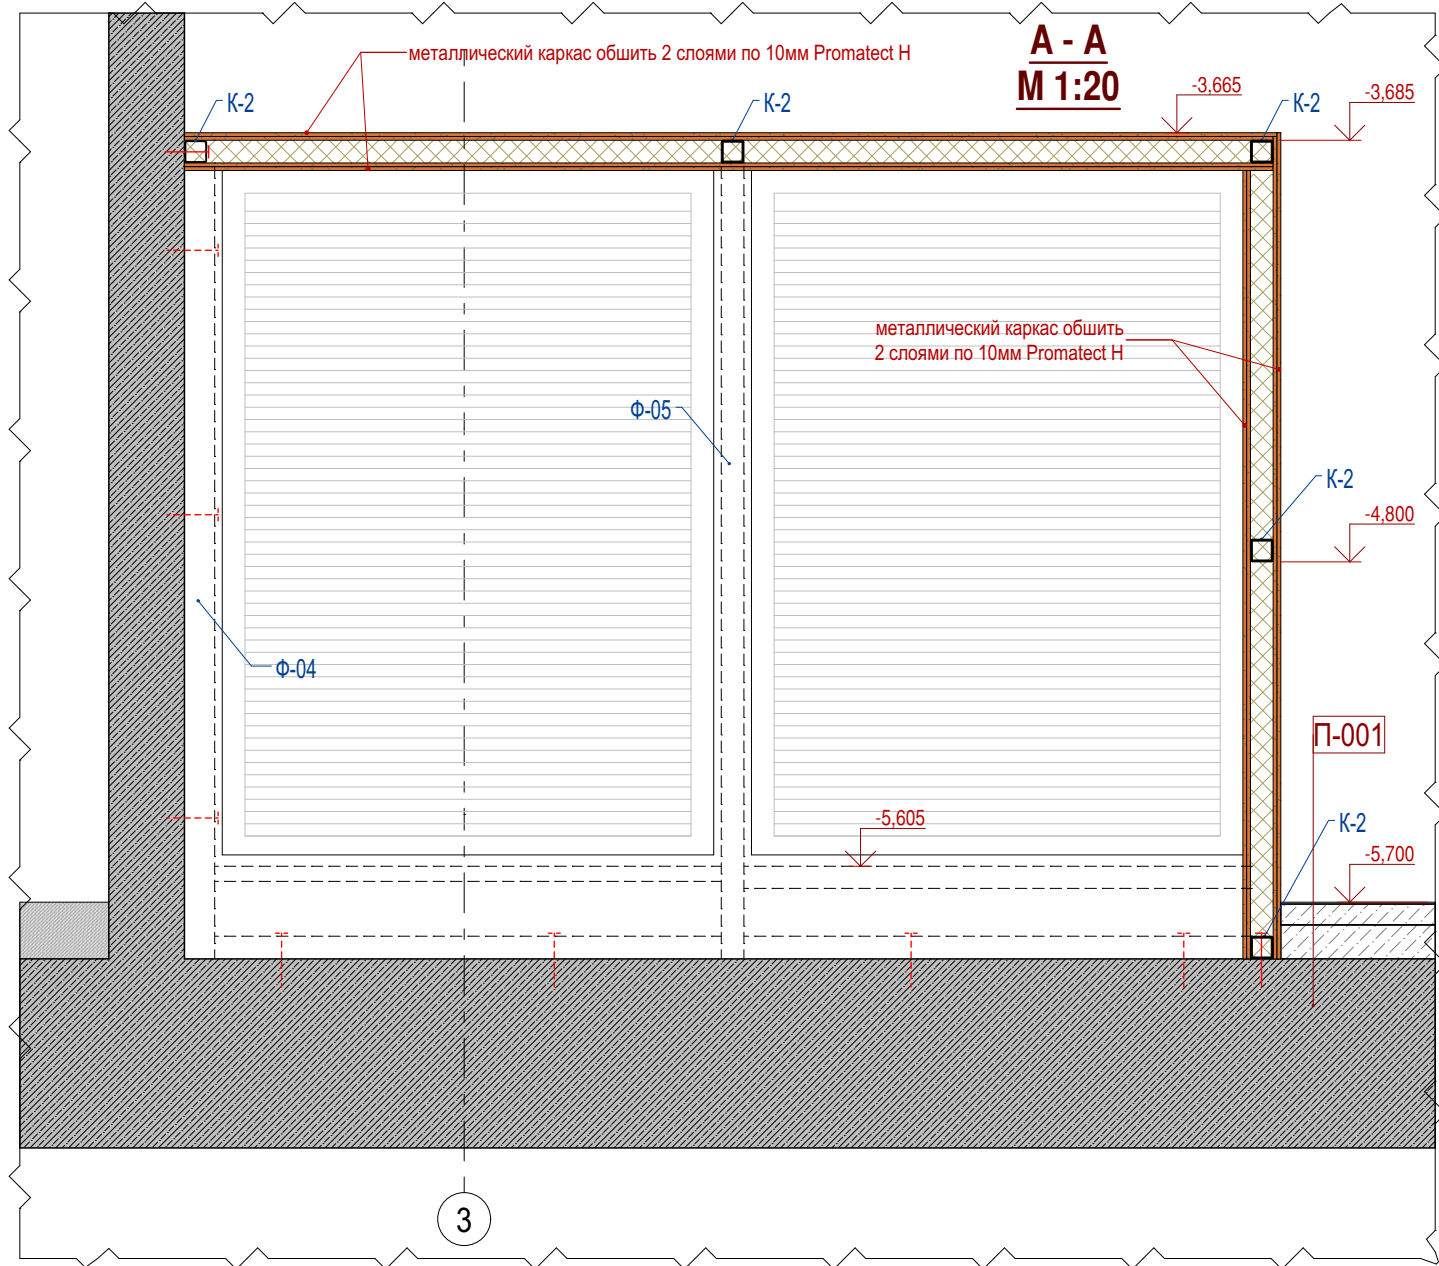 металлический каркас обшить 2 слоями по 10мм Promatect H
А - А
М 1:20
-3,665
-3,685
К-2
К-2
К-2
металлический каркас обшить
2 слоями по 10мм Promatect H
Ф-05
К-2
-4,800
Ф-04
П-001
-5,605
К-2
-5,700
3